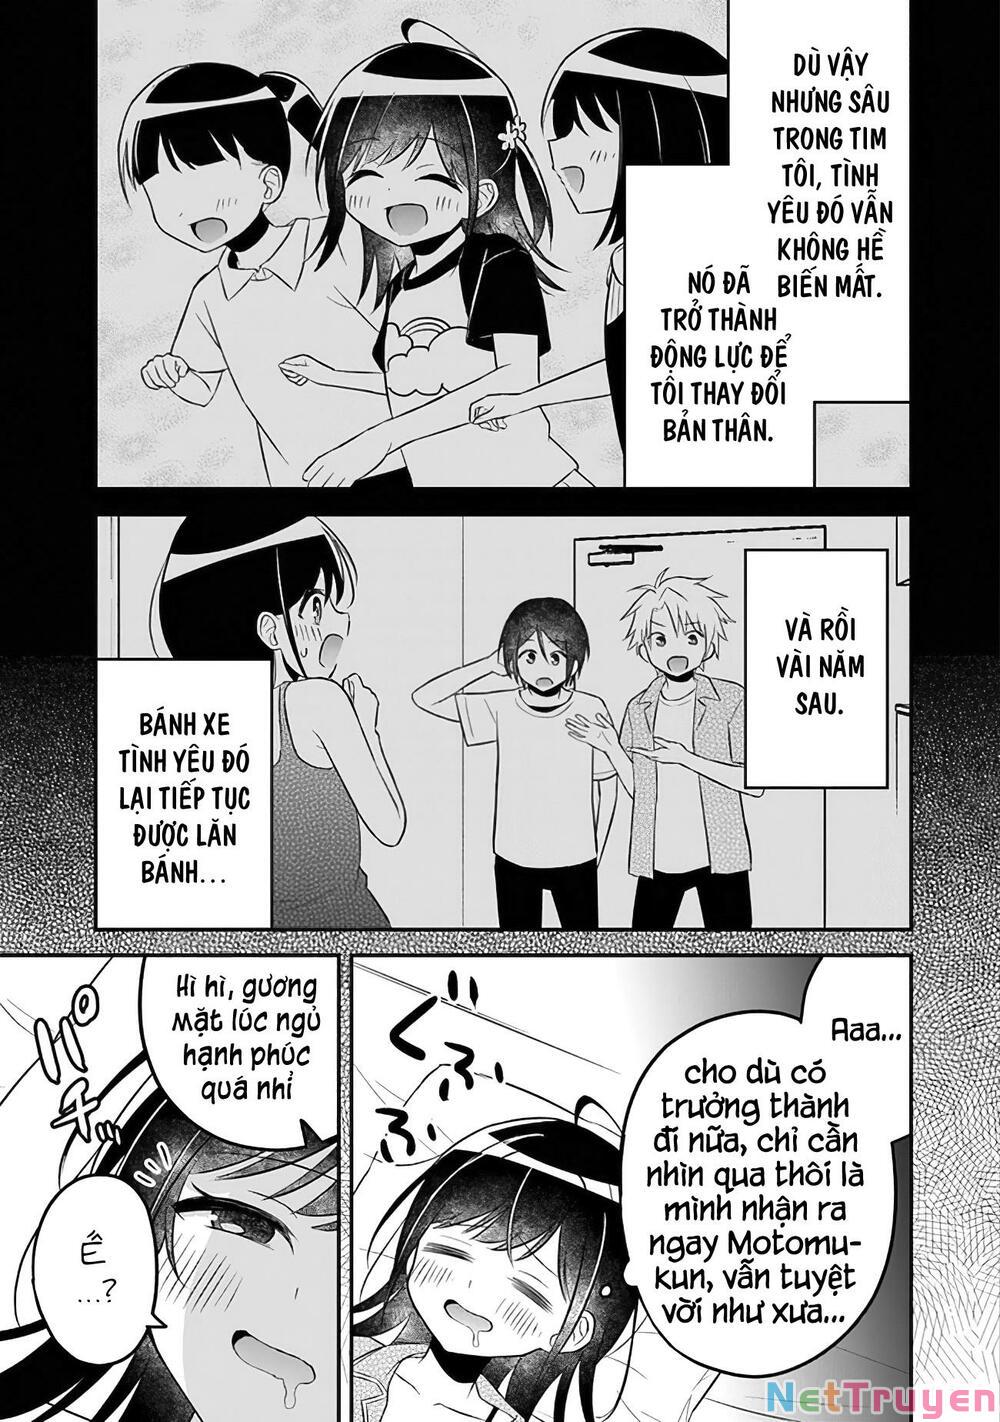 DÙ VẬY
NHƯNG SÂU
TRONG TIM
TÔI, TÌNH
YÊU ĐÓ VẪN
KHÔNG HỀ
BIẾN MẤT.
NÓ ĐÃ
TRỞ THÀNH
ĐỘNG LỰC ĐỂ
TÔI THAY ĐỔI
BẢN THÂN.
VÀ RỒI
VÀI NĂM
SAU.
BÁNH XE
TÌNH YÊU ĐÓ
LẠI TIẾP TỤC
ĐƯỢC LĂN
BÁNH...
Aaa...
cho dù có
trưởng thành
đi nữa, chỉ cần
nhìn qua thôi là
mình nhận ra
ngay Motomu-
kun, vẫn tuyệt
vời như xưa...
ぐふふ
Hì hì, gương
mặt lúc ngủ
hạnh phúc
quá nhỉ
パチッ
Ể
...?
NetTruyen